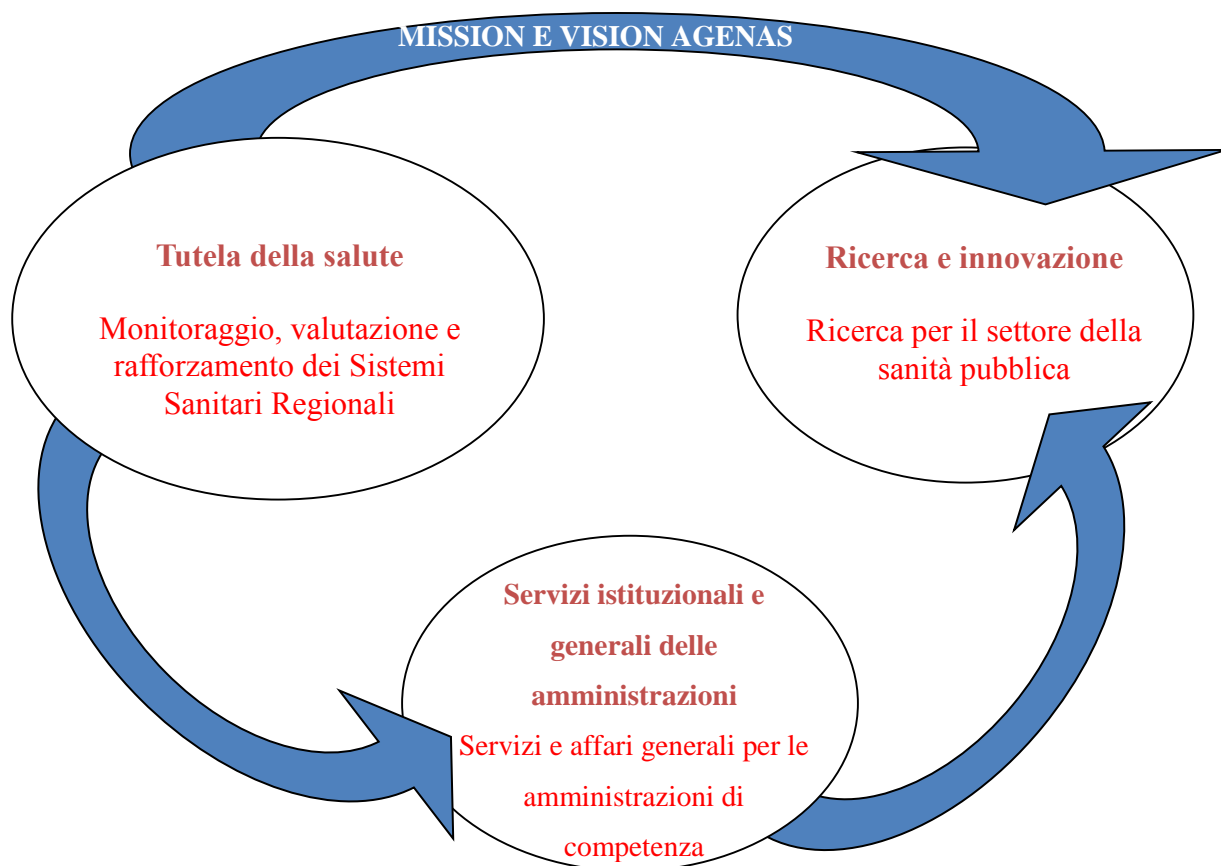 MISSION E VISION AGENAS
Tutela della salute
Monitoraggio, valutazione e
rafforzamento dei Sistemi
Sanitari Regionali
Ricerca e innovazione
Ricerca per il settore della
sanità pubblica
Servizi istituzionali e
generali delle
amministrazioni
Servizi e affari generali per le
amministrazioni di
competenza